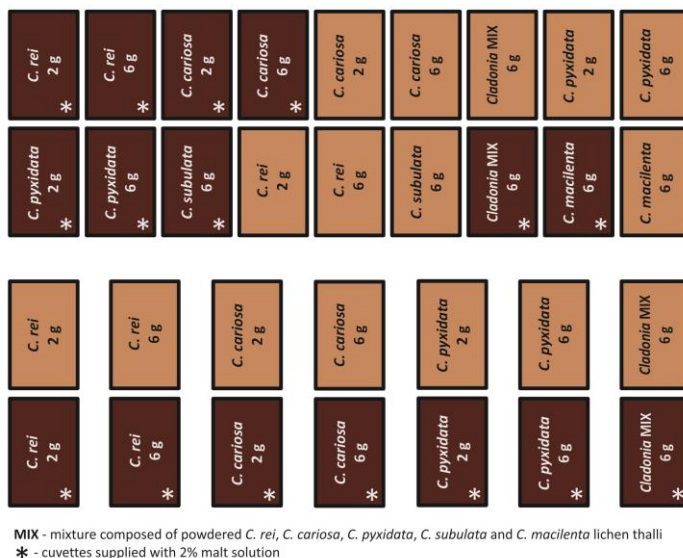 C. rei
2 g
*
C. rei
6 g
*
C. cariosa
2 g
*
C. cariosa
6 g
*
C. cariosa
2 g
C. cariosa
6 g
Cladonia MIX
6 g
C. pyxidata
2 g
C. pyxidata
6 g
C. pyxidata
2 g
*
C. pyxidata
6 g
*
C. subulata
6 g
*
C. rei
2 g
C. rei
6 g
C. subulata
6 g
Cladonia MIX
6 g
*
C. macilenta
6 g
*
C. macilenta
6 g
C. rei
2 g
C. rei
6 g
C. cariosa
2 g
C. cariosa
6 g
C. pyxidata
2 g
C. pyxidata
6 g
Cladonia MIX
6 g
C. rei
2 g
*
C. rei
6 g
*
C. cariosa
2 g
*
C. cariosa
6 g
*
C. pyxidata
2 g
*
C. pyxidata
6 g
*
Cladonia MIX
6 g
*
MIX - mixture composed of powdered C. rei, C. cariosa, C. pyxidata, C. subulata and C. macilenta lichen thalli
* - cuvettes supplied with 2% malt solution